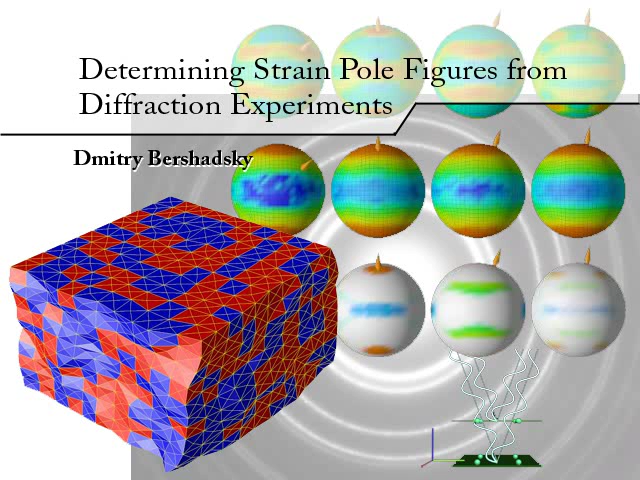 Determining Strain Pole Figures from
Diffraction Experiments
Dmitry Bershadsky